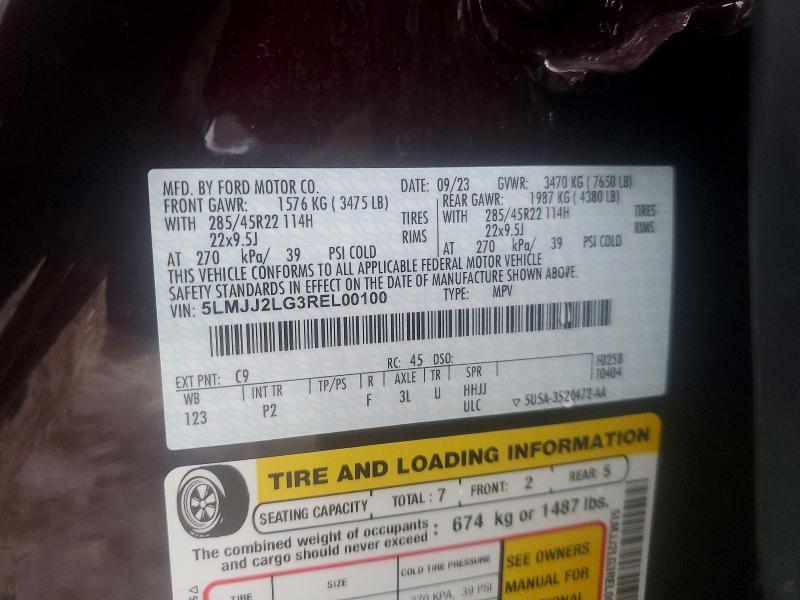 MFD. BY FORD MOTOR CO. DATE: 09/23 GVWR: 3470 KG ( 7650 LB)
FRONT GAWR: 1576 KG ( 3475 LB) REAR GAWR: 1987 KG ( 4380 LB)
WITH 285/45R22 114H TIRES WITH 285/45R22 114H TIRES
22x9.5J RIMS 22x9.5J RIMS
AT 270 kPa/ 39 PSI COLD AT 270 kPa/ 39 PSI COLD
THIS VEHICLE CONFORMS TO ALL APPLICABLE FEDERAL MOTOR VEHICLE
SAFETY STANDARDS IN EFFECT ON THE DATE OF MANUFACTURE SHOWN ABOVE.
VIN: 5LMJJ2LG3REL00100 TYPE: MPV
EXT PNT: C9 RC: 45 DSO: F0258
WB INT TR TP/PS R AXLE TR SPR T0404
123 P2 F 3L U HHJJ
ULC ▽ 5U5A-3520472-AA
TIRE AND LOADING INFORMATION
SEATING CAPACITY TOTAL : 7 FRONT: 2 REAR: 5
The combined weight of occupants
and cargo should never exceed : 674 kg or 1487 lbs.
TIRE SIZE COLD TIRE PRESSURE SEE OWNERS
270 KPA, 39 PSI MANUAL FOR